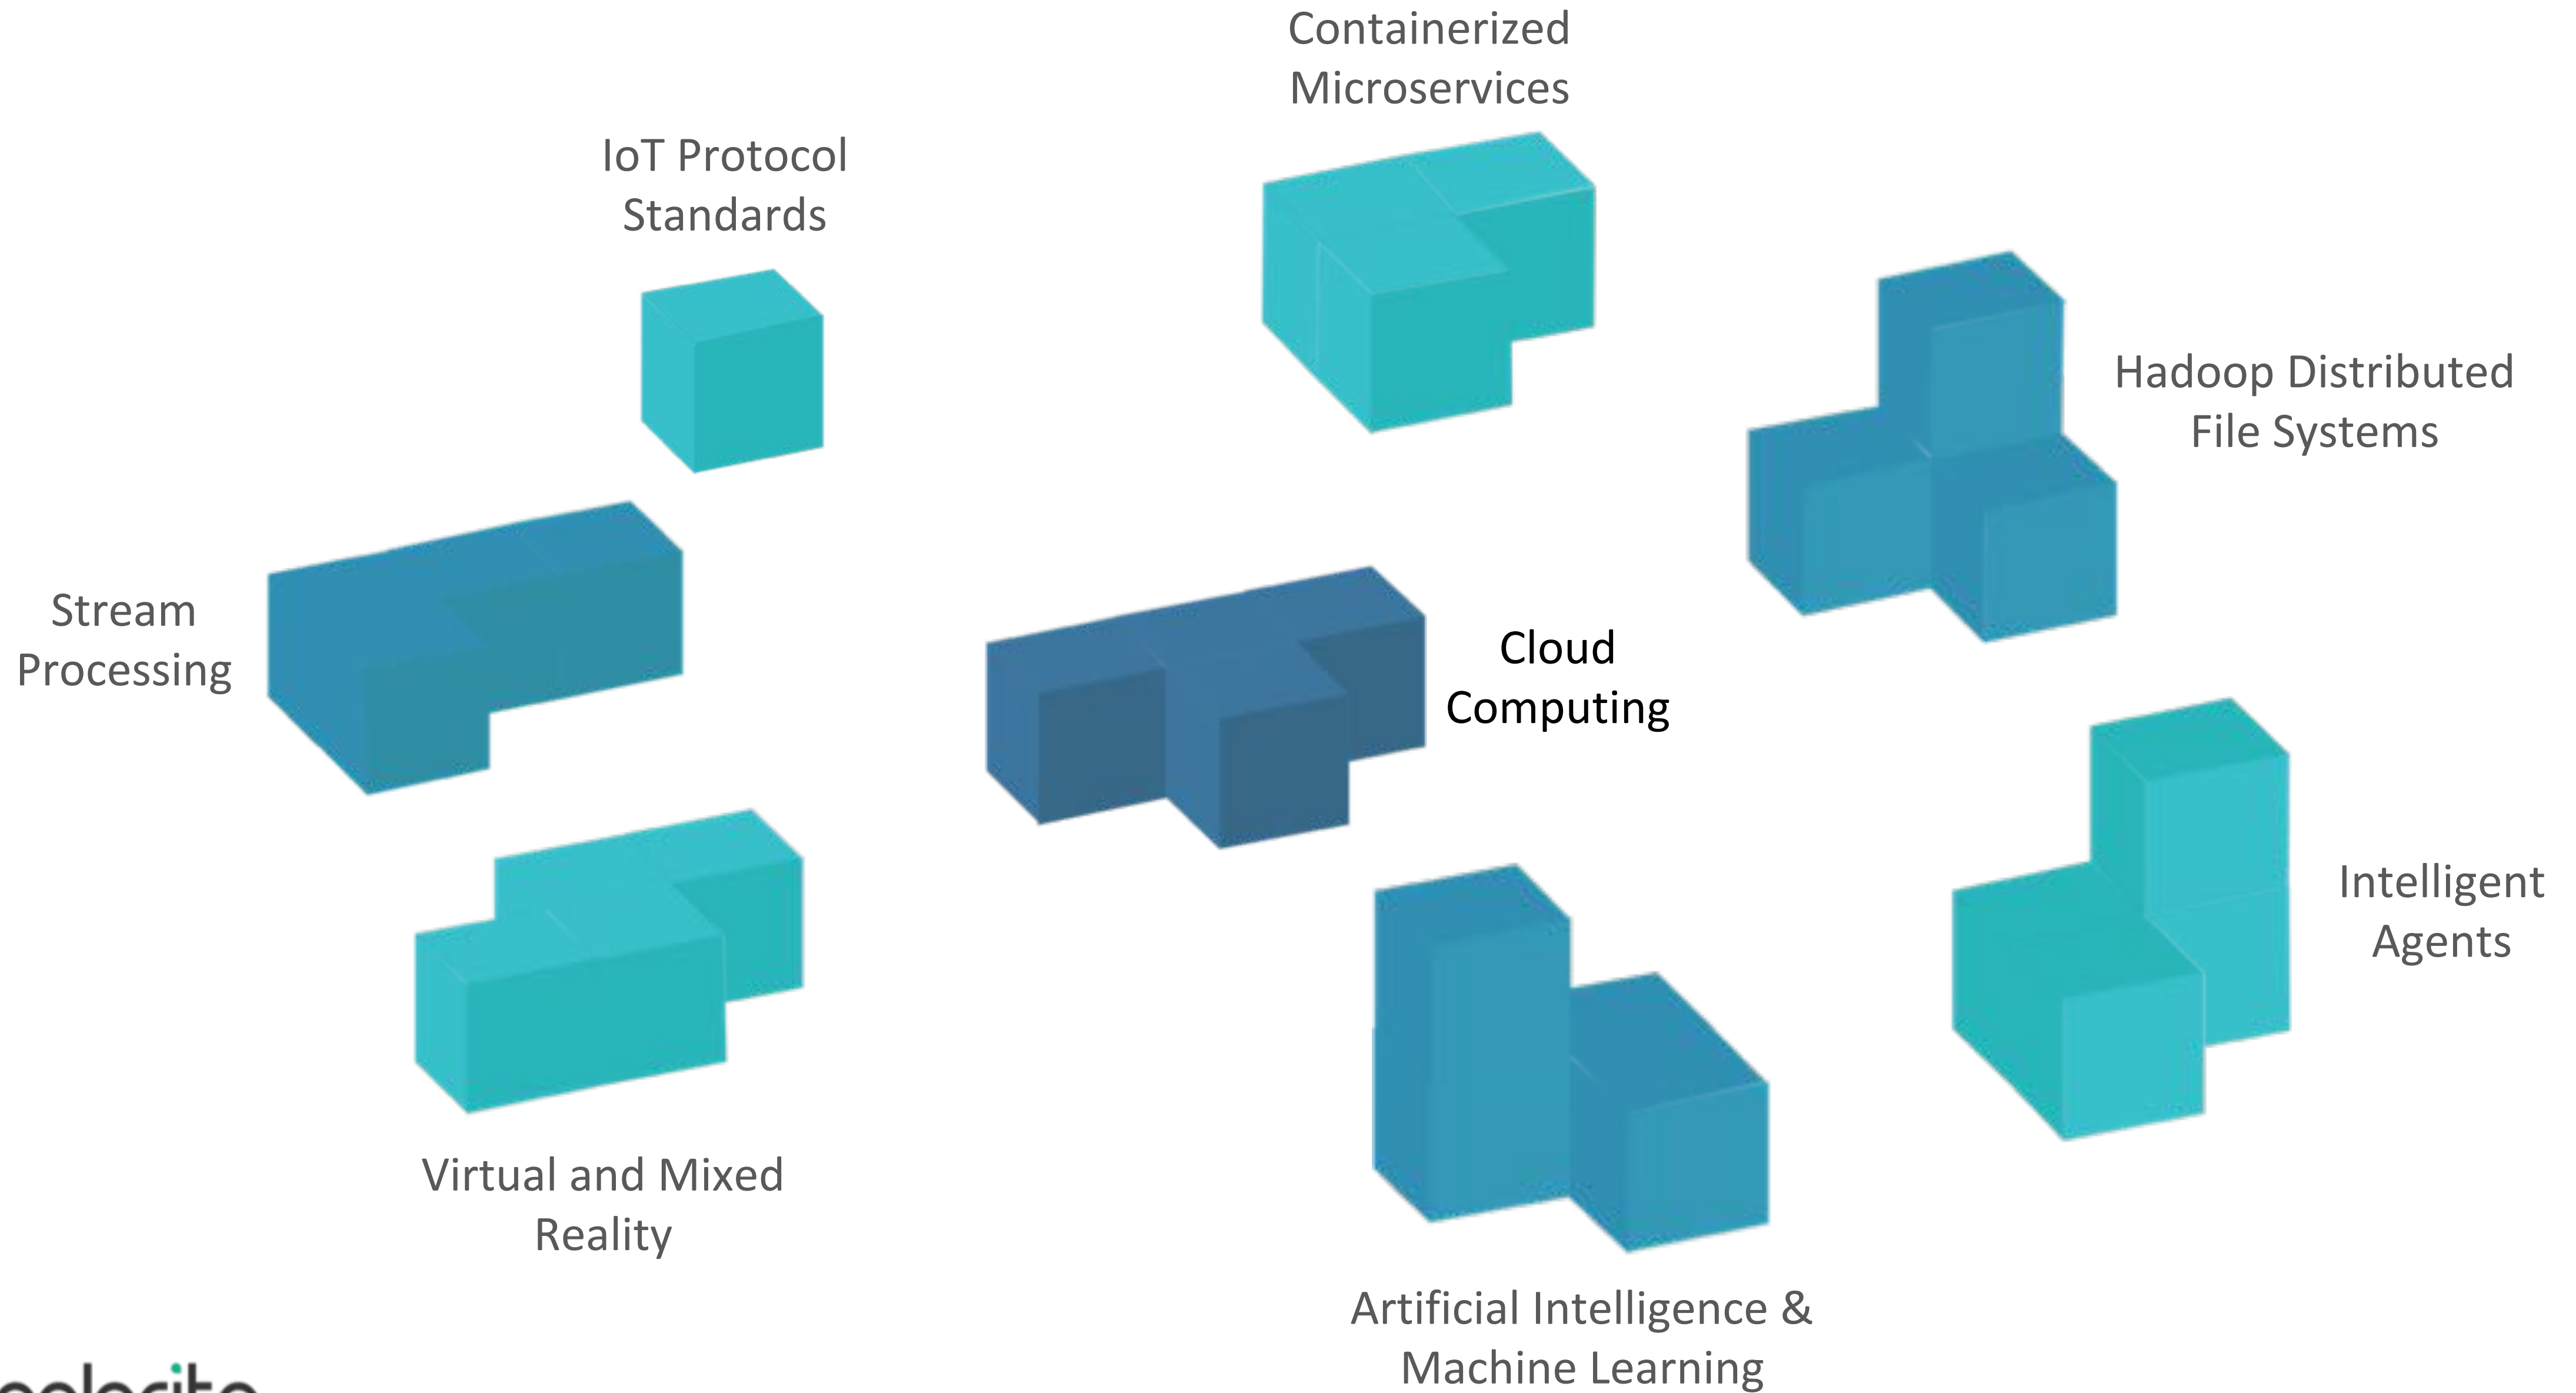 Containerized
Microservices
IoT Protocol
Standards
Hadoop Distributed
File Systems
Stream
Processing
Cloud
Computing
Intelligent
Agents
Virtual and Mixed
Reality
Artificial Intelligence &
Machine Learning